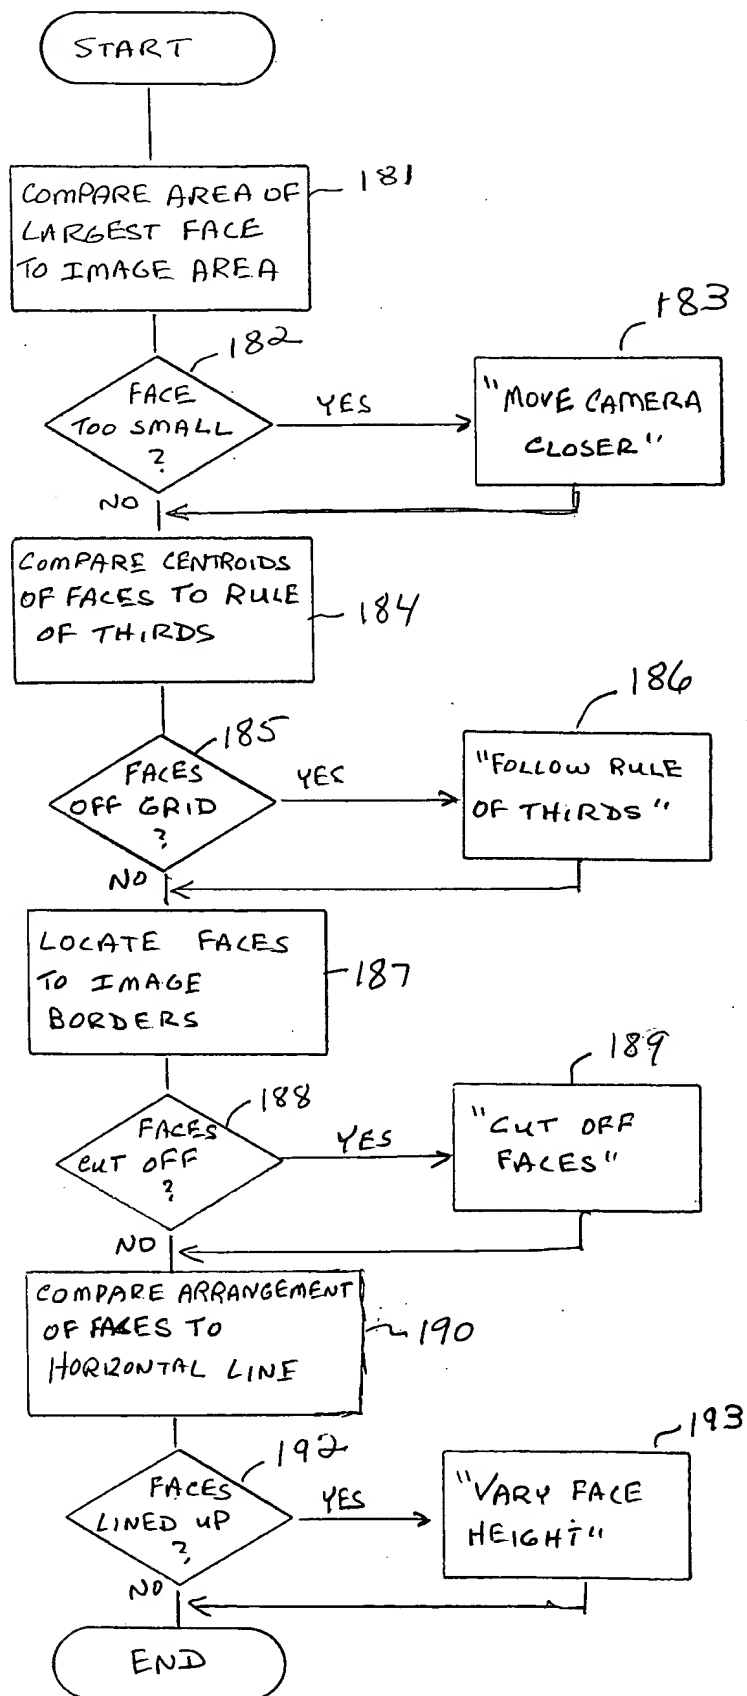 START
181
COMPARE AREA OF
LARGEST FACE
TO IMAGE AREA
182
183
FACE
TOO SMALL
?
YES
"MOVE CAMERA
CLOSER"
NO
COMPARE CENTROIDS
OF FACES TO RULE
OF THIRDS
184
185
186
FACES
OFF GRID
?
YES
"FOLLOW RULE
OF THIRDS"
NO
LOCATE FACES
TO IMAGE
BORDERS
187
188
189
FACES
CUT OFF
?
YES
"CUT OFF
FACES"
NO
COMPARE ARRANGEMENT
OF FACES TO
HORIZONTAL LINE
190
192
193
FACES
LINED UP
?
YES
"VARY FACE
HEIGHT"
NO
END